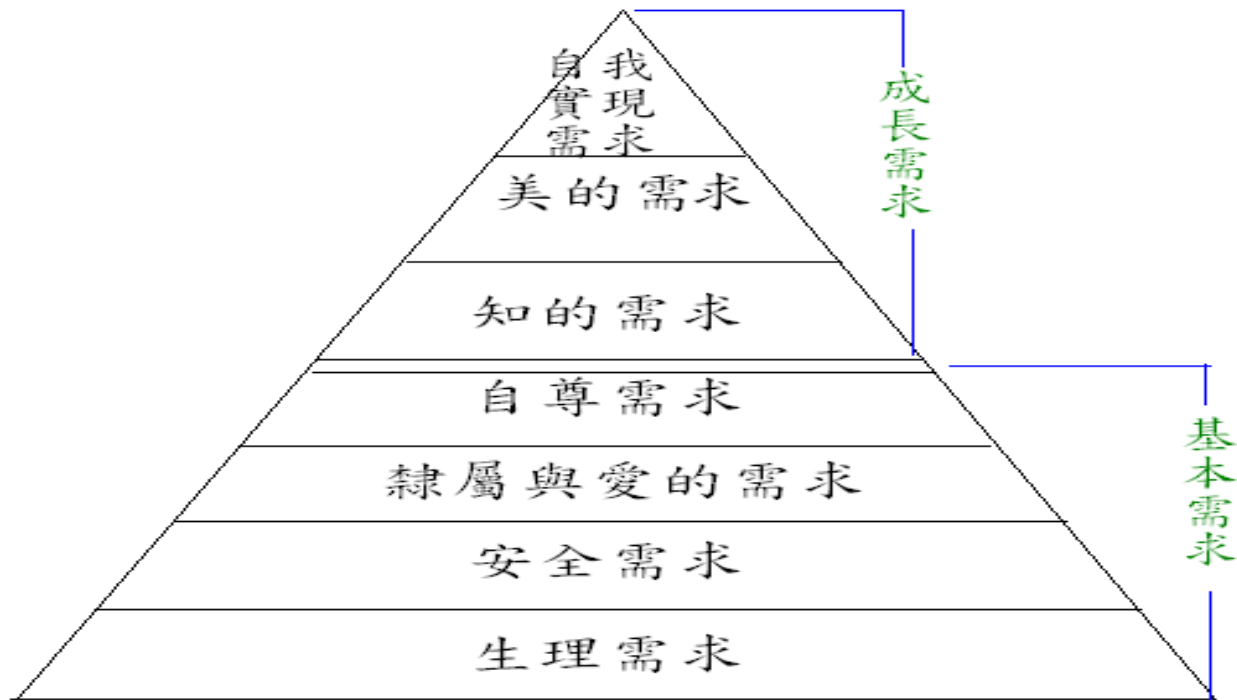 自我
實現
需求
美的需求
知的需求
自尊需求
隸屬與愛的需求
安全需求
生理需求
成長需求
基本需求